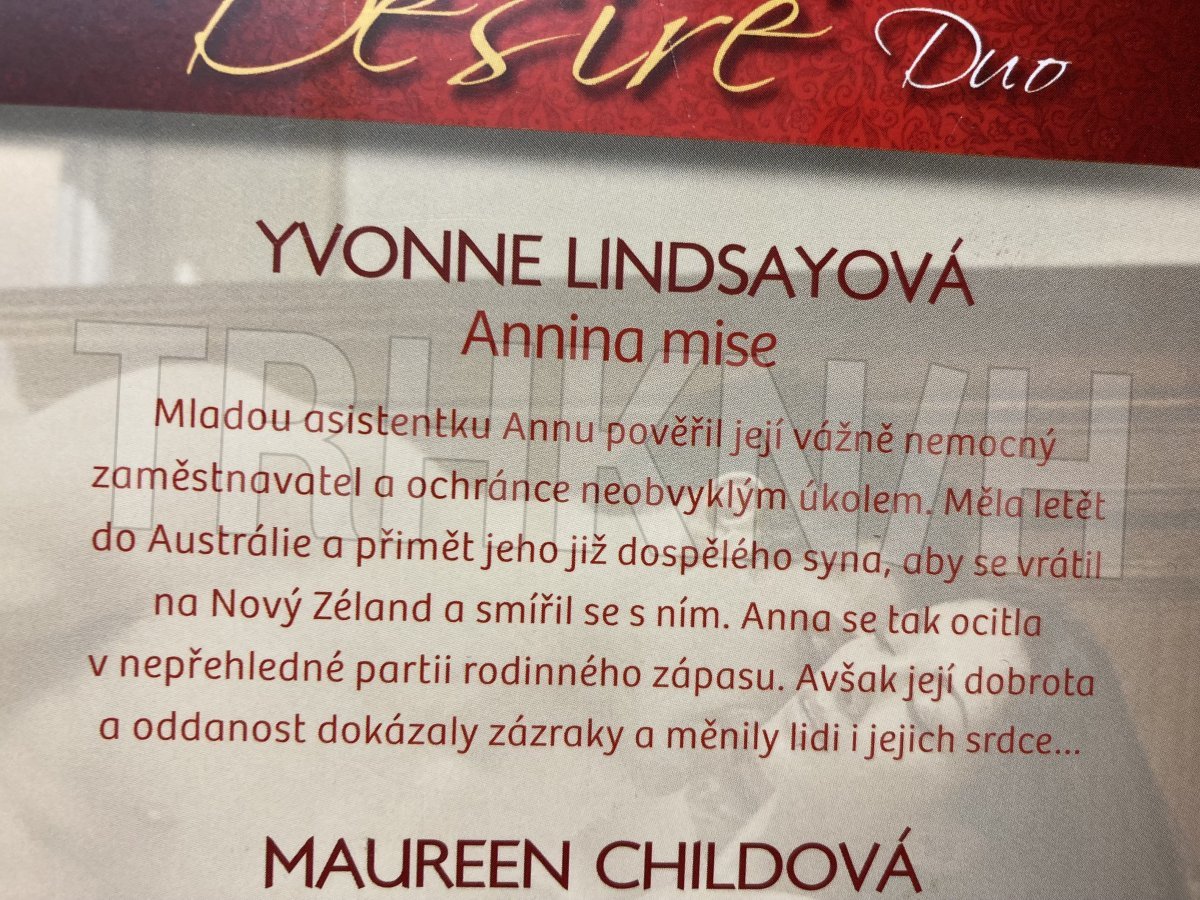 Desire Duo
YVONNE LINDSAYOVÁ
Annina mise
TRHKNIH
Mladou asistentku Annu pověřil její vážně nemocný
zaměstnavatel a ochránce neobvyklým úkolem. Měla letět
do Austrálie a přimět jeho již dospělého syna, aby se vrátil
na Nový Zéland a smířil se s ním. Anna se tak ocitla
v nepřehledné partii rodinného zápasu. Avšak její dobrota
a oddanost dokázaly zázraky a měnily lidi i jejich srdce...
MAUREEN CHILDOVÁ